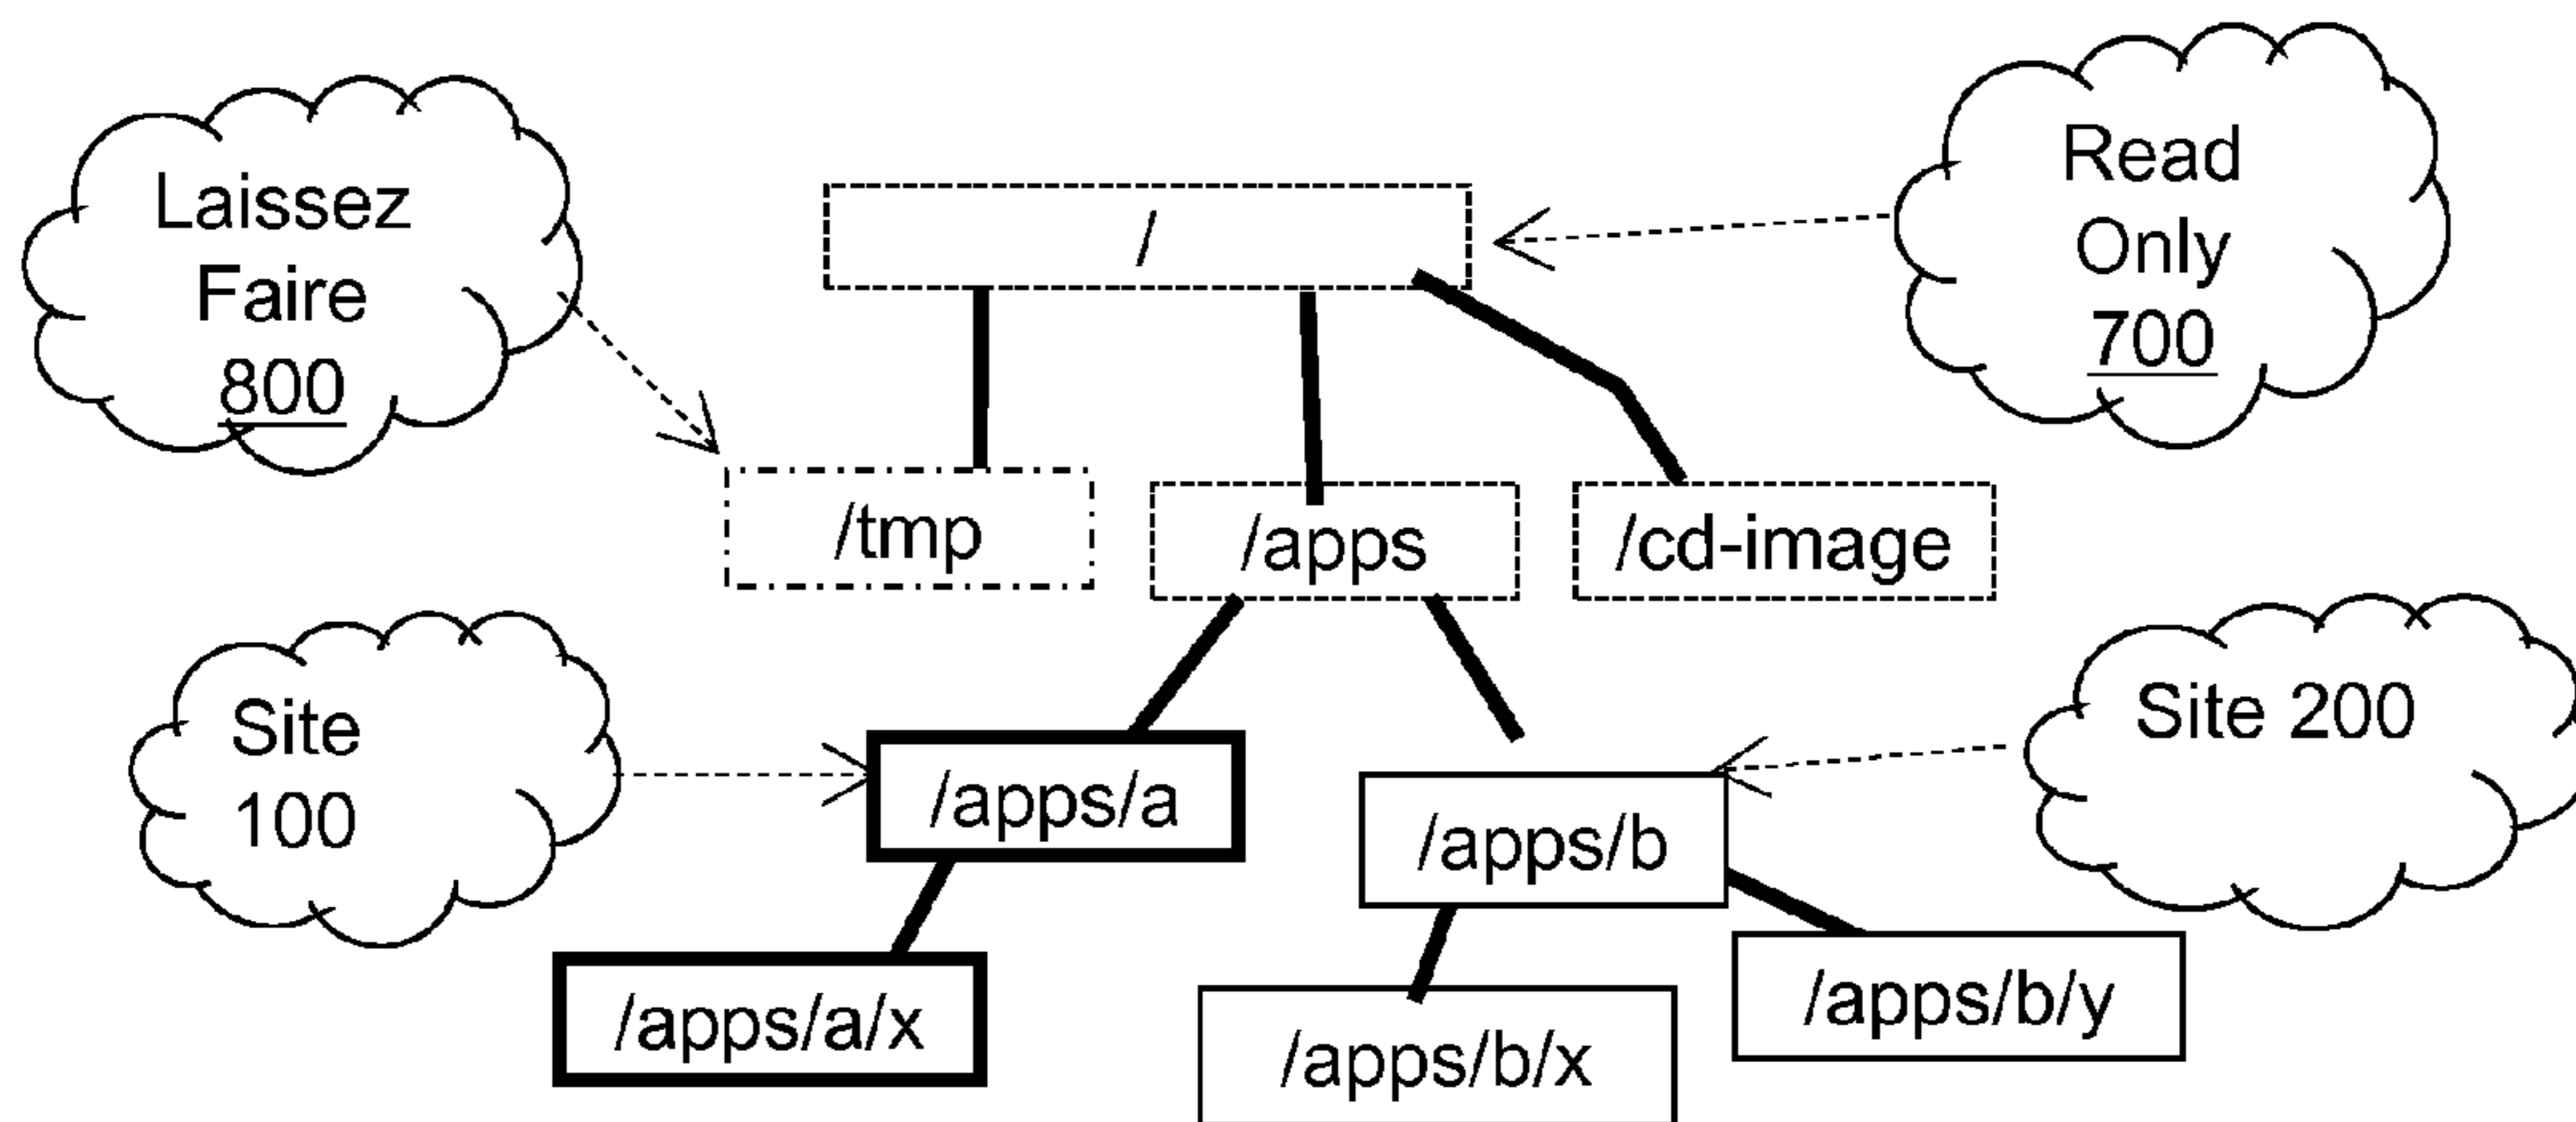 Laissez
Faire
800
/
Read
Only
700
/tmp
/apps
/cd-image
Site
100
/apps/a
/apps/b
Site 200
/apps/a/x
/apps/b/x
/apps/b/y